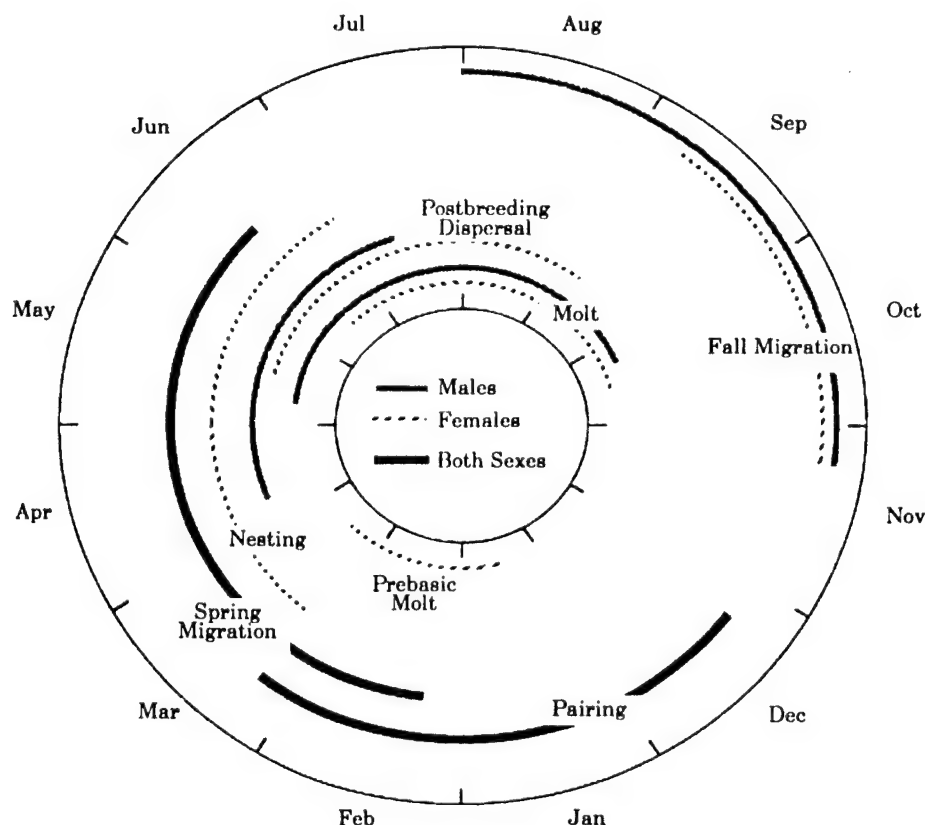 Jul
Aug
Jun
Sep
Postbreeding
Dispersal
May
Oct
Molt
Fall Migration
Males
Females
Both Sexes
Apr
Nov
Nesting
Prebasic
Molt
Spring
Migration
Mar
Pairing
Dec
Feb
Jan